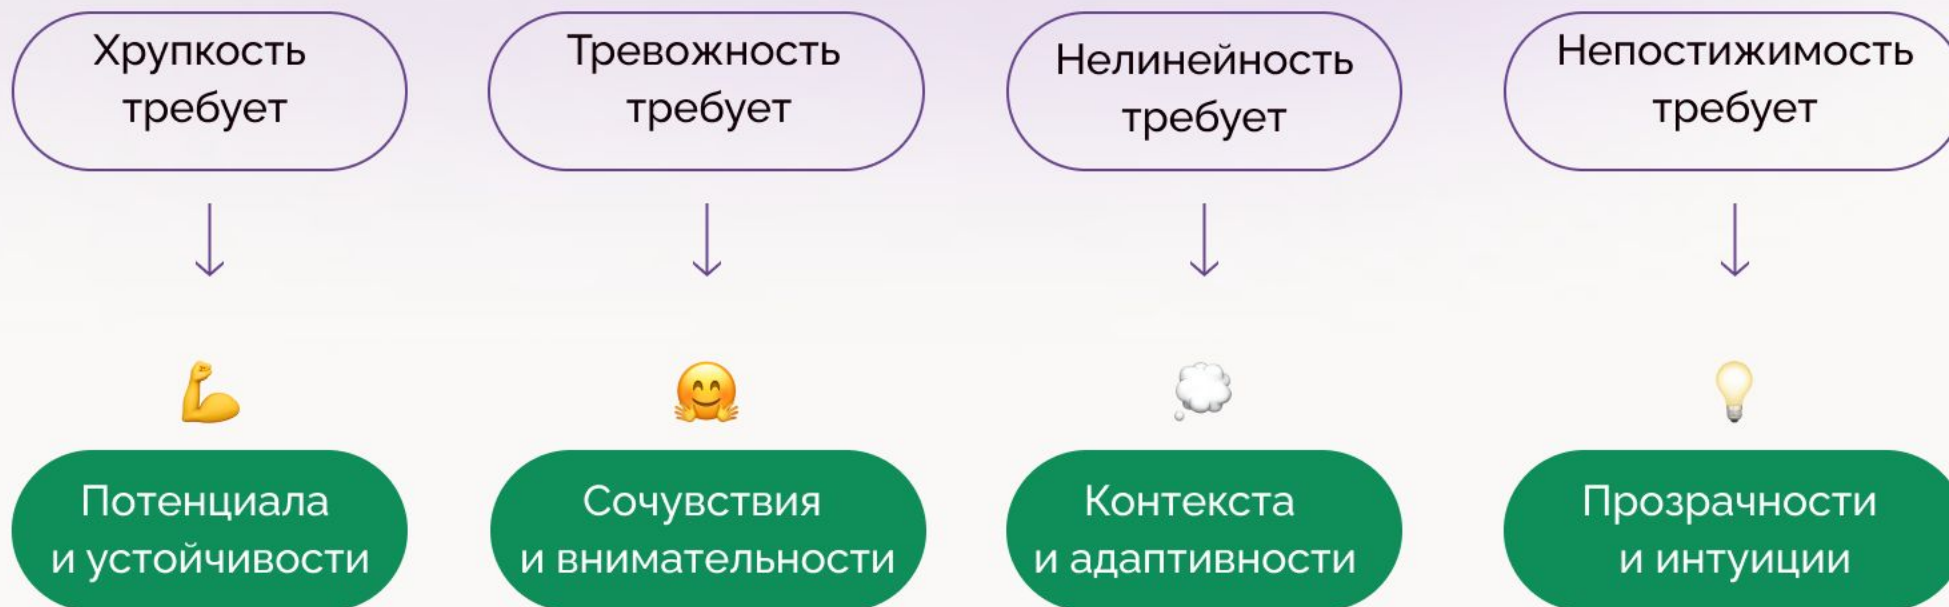 Хрупкость
требует
Тревожность
требует
Нелинейность
требует
Непостижимость
требует
Потенциала
и устойчивости
Сочувствия
и внимательности
Контекста
и адаптивности
Прозрачности
и интуиции